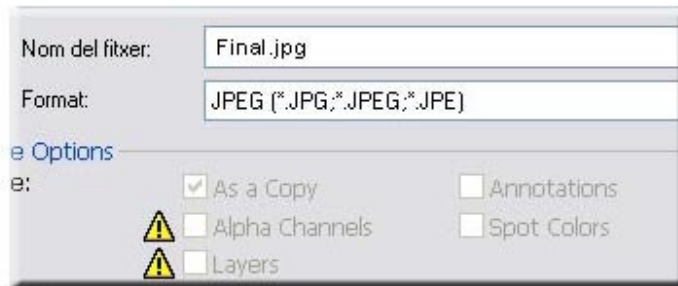 Nom del fitxer: Final.jpg
Format: JPEG (*.JPG;*.JPEG;*.JPE)
e Options
e: As a Copy Annotations
Alpha Channels Spot Colors
Layers